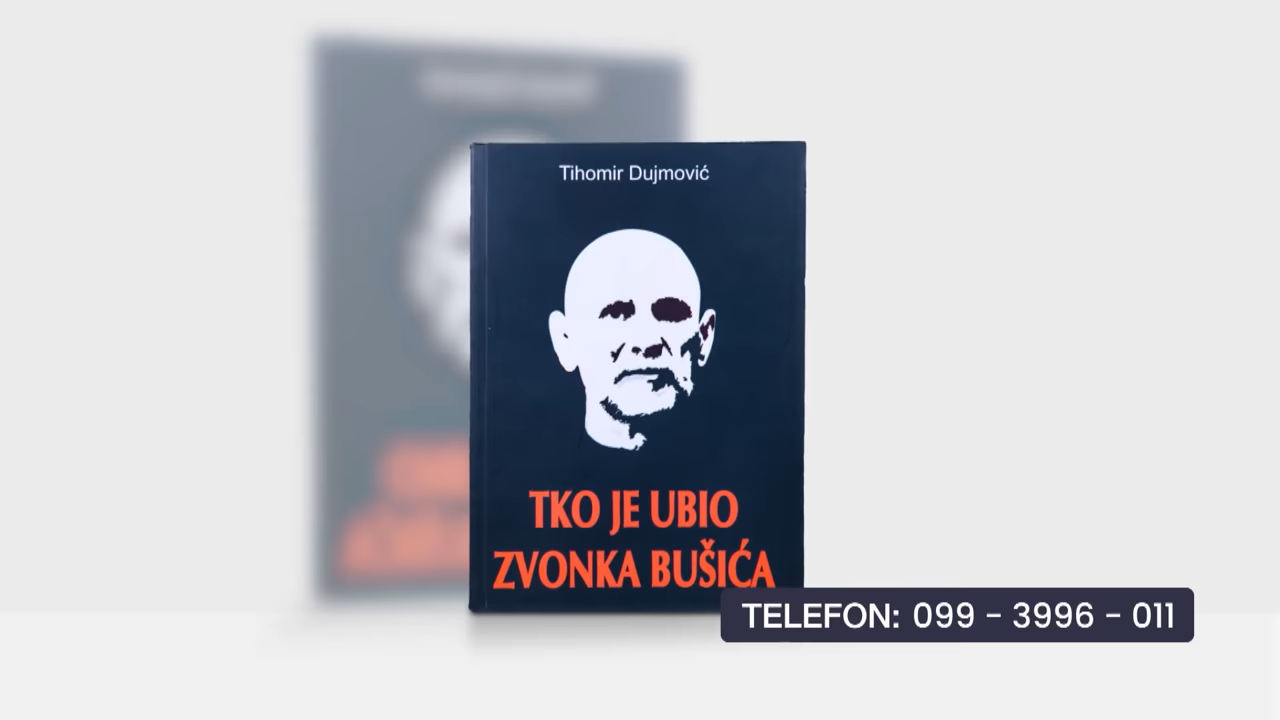 Tihomir Dujmović
TKO JE UBIO
ZVONKA BUŠIĆA
TELEFON: 099 - 3996 - 011